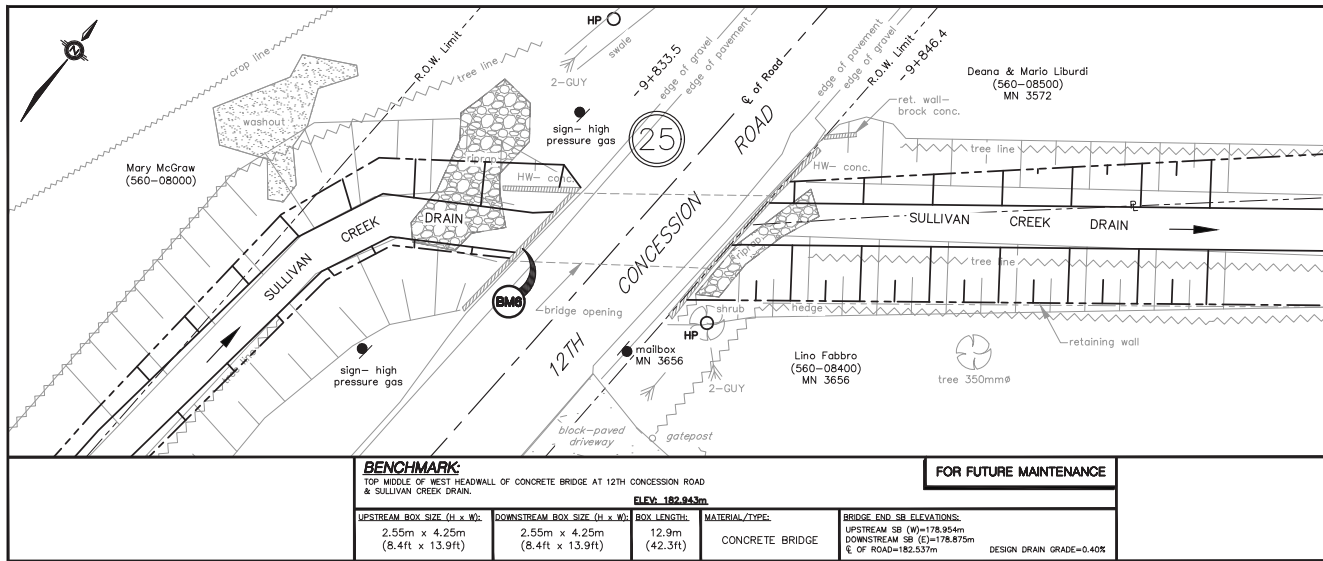 N
crop line
R.O.W. Limit
tree line
washout
HP
swale
2-GUY
sign- high
pressure gas
9+833.5
edge of gravel
edge of pavement
25
℄ of Road
edge of pavement
edge of gravel
R.O.W. Limit
9+846.4
Deana & Mario Liburdi
(560-08500)
MN 3572
ret. wall-
brock conc.
Mary McGraw
(560-08000)
riprap
HW- conc.
SULLIVAN CREEK DRAIN
tree line
sign- high
pressure gas
BM6
bridge opening
12TH CONCESSION ROAD
HW- conc.
tree line
SULLIVAN CREEK DRAIN
riprap
tree line
shrub
hedge
HP
retaining wall
mailbox
MN 3656
2-GUY
Lino Fabbro
(560-08400)
MN 3656
tree 350mmø
block-paved
driveway
gatepost
BENCHMARK:
TOP MIDDLE OF WEST HEADWALL OF CONCRETE BRIDGE AT 12TH CONCESSION ROAD
& SULLIVAN CREEK DRAIN.
ELEV: 182.943m
FOR FUTURE MAINTENANCE
UPSTREAM BOX SIZE (H x W):
2.55m x 4.25m
(8.4ft x 13.9ft)
DOWNSTREAM BOX SIZE (H x W):
2.55m x 4.25m
(8.4ft x 13.9ft)
BOX LENGTH:
12.9m
(42.3ft)
MATERIAL/TYPE:
CONCRETE BRIDGE
BRIDGE END SB ELEVATIONS:
UPSTREAM SB (W)=178.954m
DOWNSTREAM SB (E)=178.875m
℄ OF ROAD=182.537m DESIGN DRAIN GRADE=0.40%